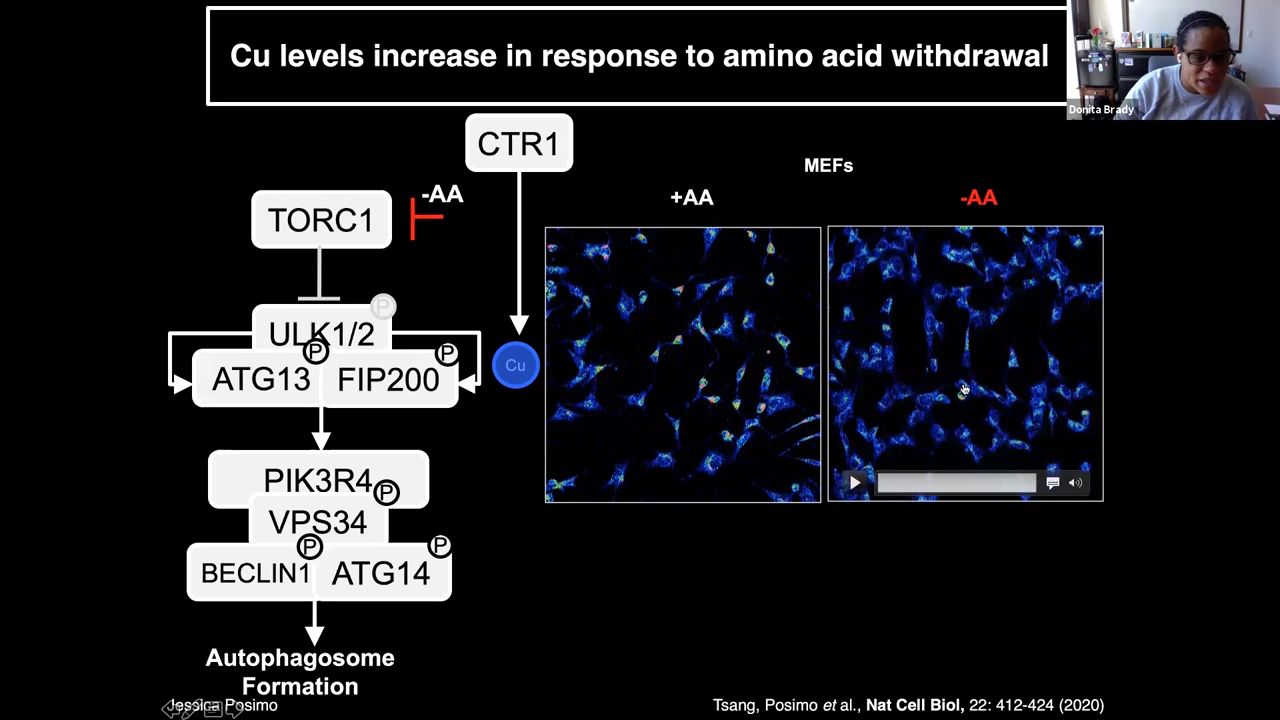 Cu levels increase in response to amino acid withdrawal
Donita Brady
CTR1
MEFs
-AA
+AA
-AA
TORC1
P
ULK1/2
P
P
ATG13
FIP200
Cu
PIK3R4
P
VPS34
P
P
BECLIN1
ATG14
Autophagosome
Formation
Jessica Posimo
Tsang, Posimo et al., Nat Cell Biol, 22: 412-424 (2020)